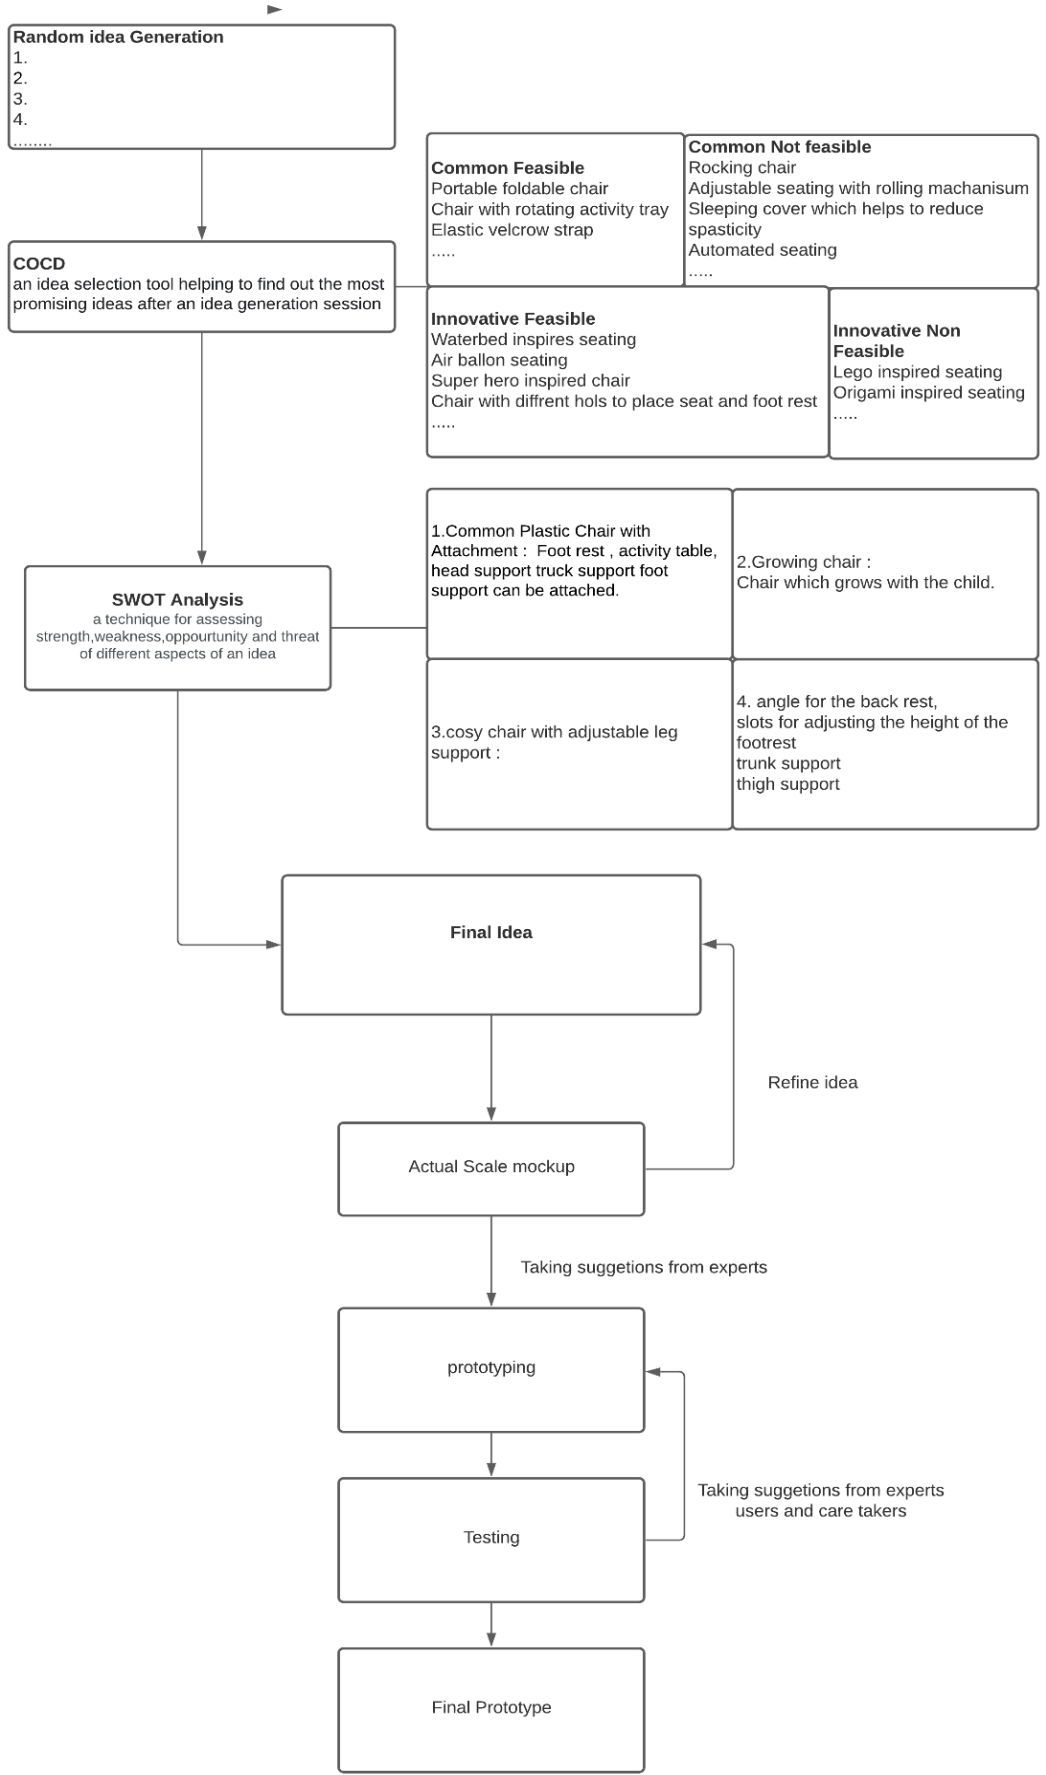 Random idea Generation
1.
2.
3.
4.
........
COCD
an idea selection tool helping to find out the most
promising ideas after an idea generation session
Common Feasible
Portable foldable chair
Chair with rotating activity tray
Elastic velcrow strap
.....
Common Not feasible
Rocking chair
Adjustable seating with rolling machanisum
Sleeping cover which helps to reduce
spasticity
Automated seating
.....
Innovative Feasible
Waterbed inspires seating
Air ballon seating
Super hero inspired chair
Chair with diffrent hols to place seat and foot rest
.....
Innovative Non
Feasible
Lego inspired seating
Origami inspired seating
.....
SWOT Analysis
a technique for assessing
strength,weakness,oppourtunity and threat
of different aspects of an idea
1.Common Plastic Chair with
Attachment :  Foot rest , activity table,
head support truck support foot
support can be attached.
2.Growing chair :
Chair which grows with the child.
3.cosy chair with adjustable leg
support :
4. angle for the back rest,
slots for adjusting the height of the
footrest
trunk support
thigh support
Final Idea
Refine idea
Actual Scale mockup
Taking suggetions from experts
prototyping
Taking suggetions from experts
users and care takers
Testing
Final Prototype